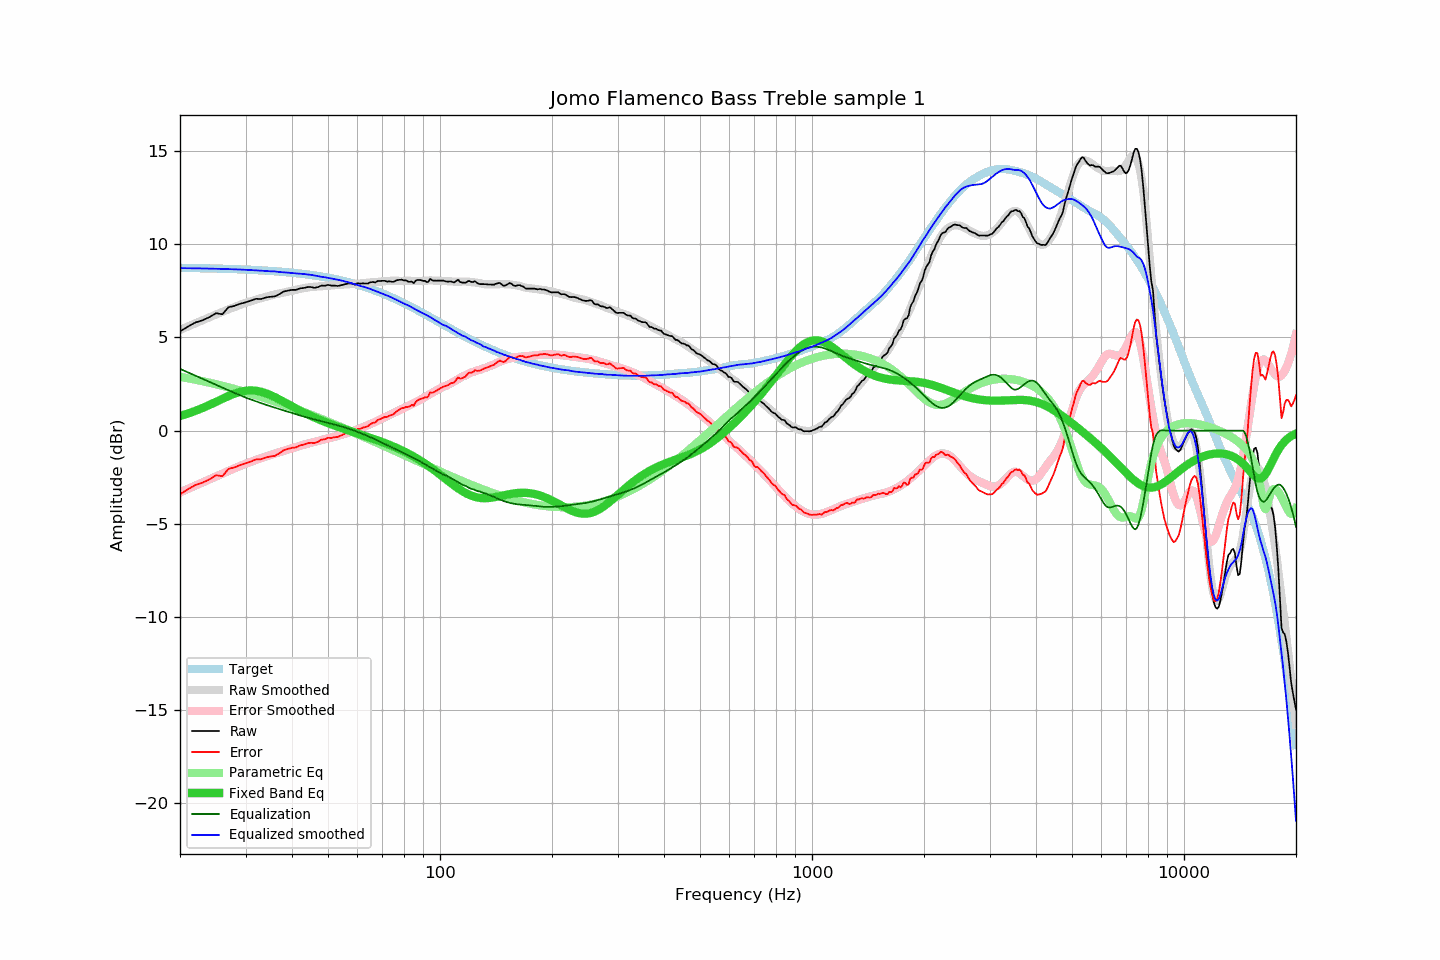 Jomo Flamenco Bass Treble sample 1
15
10
5
0
−5
−10
−15
−20
Amplitude (dBr)
Target
Raw Smoothed
Error Smoothed
Raw
Error
Parametric Eq
Fixed Band Eq
Equalization
Equalized smoothed
100 1000 10000
Frequency (Hz)